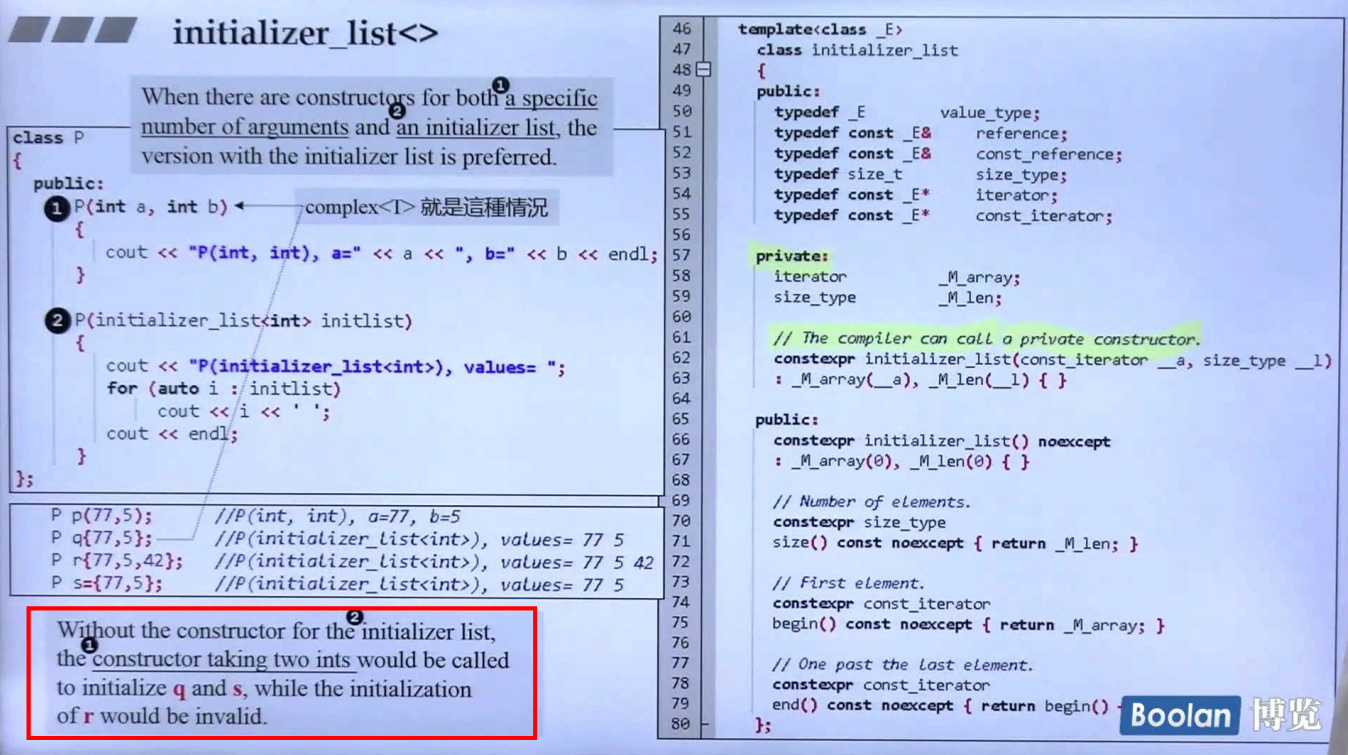 initializer_list<>
When there are constructors for both a specific
number of arguments and an initializer list, the
version with the initializer list is preferred.
1
2
class P
{
public:
1 P(int a, int b)
complex<T> 就是這種情況
{
cout << "P(int, int), a=" << a << ", b=" << b << endl;
}
2 P(initializer_list<int> initlist)
{
cout << "P(initializer_list<int>), values= ";
for (auto i : initlist)
cout << i << ' ';
cout << endl;
}
};
P p(77,5); //P(int, int), a=77, b=5
P q{77,5}; //P(initializer_list<int>), values= 77 5
P r{77,5,42}; //P(initializer_list<int>), values= 77 5 42
P s={77,5}; //P(initializer_list<int>), values= 77 5
2
Without the constructor for the initializer list,
1
the constructor taking two ints would be called
to initialize q and s, while the initialization
of r would be invalid.
46 template<class _E>
47 class initializer_list
48 {
49 public:
50 typedef _E value_type;
51 typedef const _E& reference;
52 typedef const _E& const_reference;
53 typedef size_t size_type;
54 typedef const _E* iterator;
55 typedef const _E* const_iterator;
56
57 private:
58 iterator _M_array;
59 size_type _M_len;
60
61 // The compiler can call a private constructor.
62 constexpr initializer_list(const_iterator __a, size_type __l)
63 : _M_array(__a), _M_len(__l) { }
64
65 public:
66 constexpr initializer_list() noexcept
67 : _M_array(0), _M_len(0) { }
68
69 // Number of elements.
70 constexpr size_type
71 size() const noexcept { return _M_len; }
72
73 // First element.
74 constexpr const_iterator
75 begin() const noexcept { return _M_array; }
76
77 // One past the last element.
78 constexpr const_iterator
79 end() const noexcept { return begin()
80 };
Boolan 博览